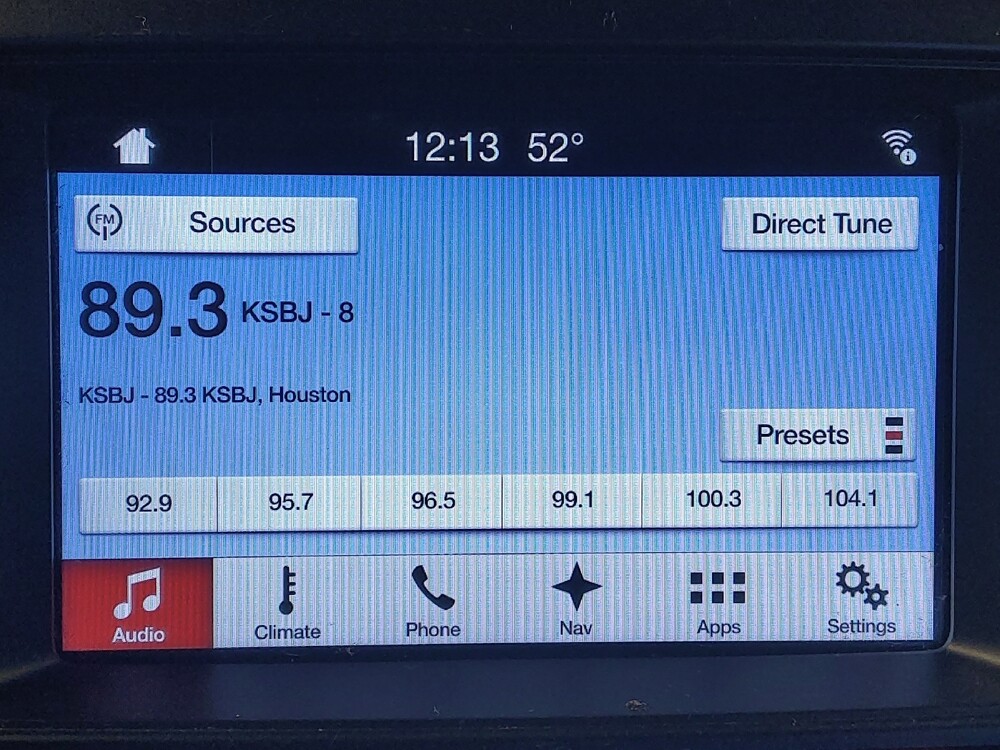 12:13 52°
FM Sources Direct Tune
89.3 KSBJ - 8
KSBJ - 89.3 KSBJ, Houston
Presets
92.9 95.7 96.5 99.1 100.3 104.1
Audio Climate Phone Nav Apps Settings